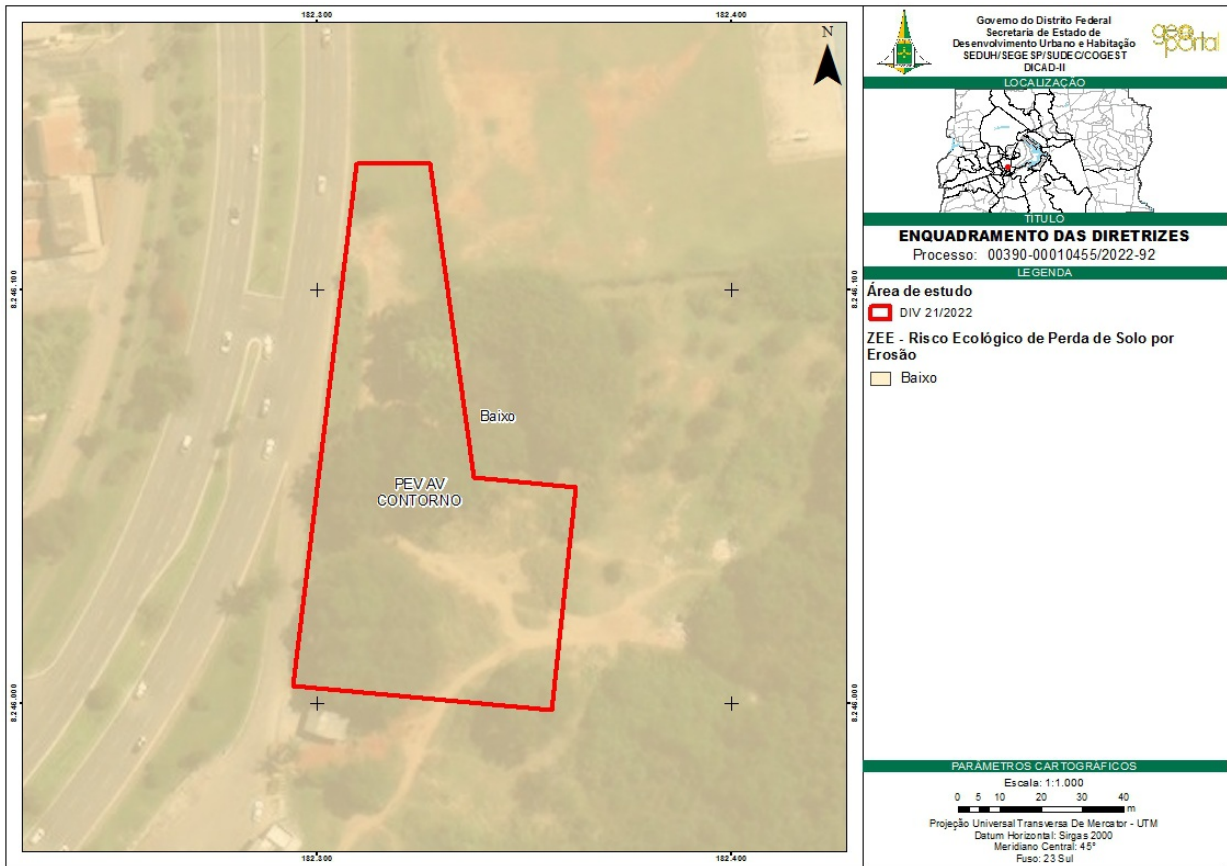 182.300
182.400
N
8.246.100
8.246.100
Baixo
PEV AV
CONTORNO
8.246.000
8.246.000
182.300
182.400
Governo do Distrito Federal
Secretaria de Estado de
Desenvolvimento Urbano e Habitação
SEDUH/SEGESP/SUDEC/COGEST
DICAD-II
geo
portal
LOCALIZAÇÃO
TÍTULO
ENQUADRAMENTO DAS DIRETRIZES
Processo: 00390-00010455/2022-92
LEGENDA
Área de estudo
DIV 21/2022
ZEE - Risco Ecológico de Perda de Solo por
Erosão
Baixo
PARÂMETROS CARTOGRÁFICOS
Escala: 1:1.000
0 5 10 20 30 40
m
Projeção Universal Transversa De Mercator - UTM
Datum Horizontal: Sirgas 2000
Meridiano Central: 45°
Fuso: 23 Sul